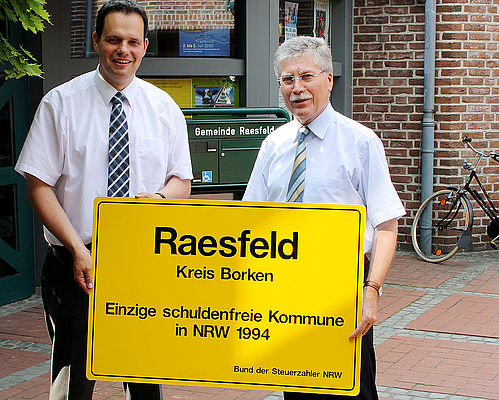 Gemeinde Raesfeld
Raesfeld
Kreis Borken
Einzige schuldenfreie Kommune
in NRW 1994
Bund der Steuerzahler NRW